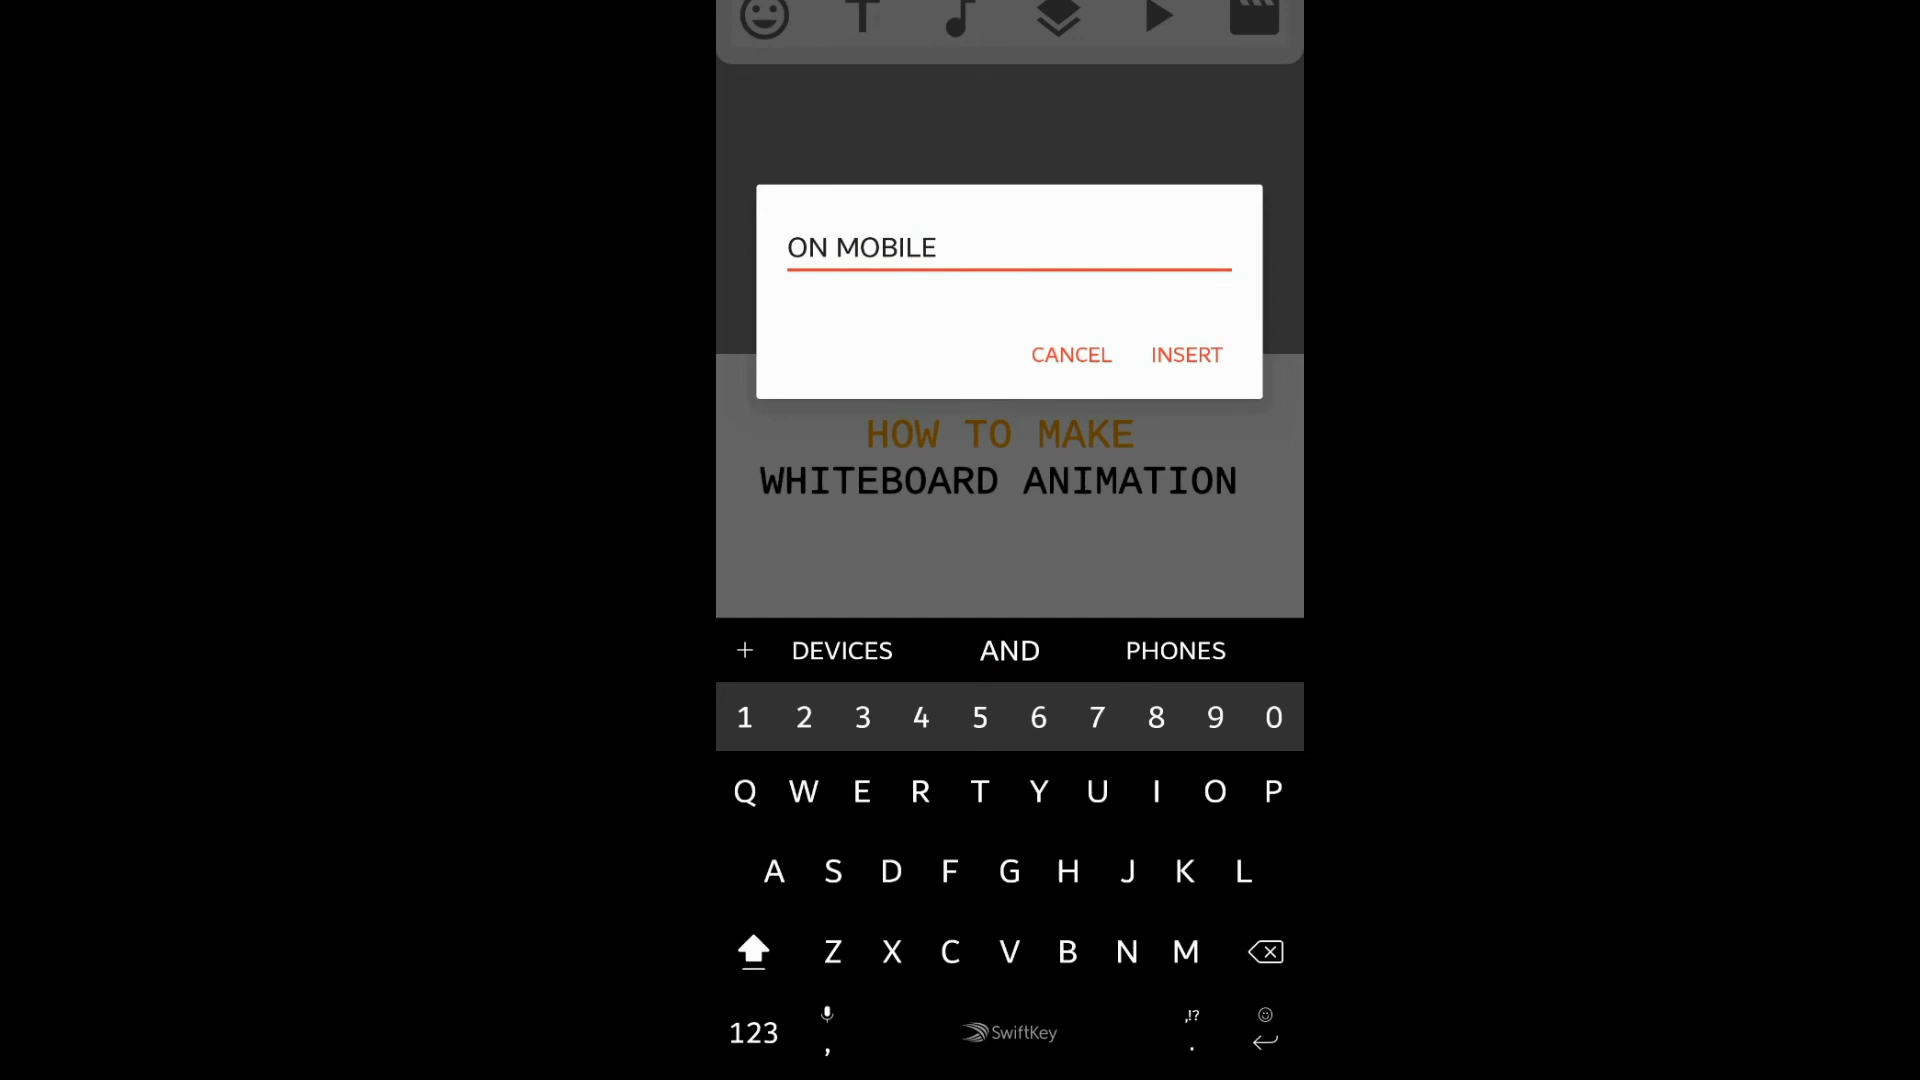 ON MOBILE
CANCEL INSERT
HOW TO MAKE
WHITEBOARD ANIMATION
+ DEVICES AND PHONES
1 2 3 4 5 6 7 8 9 0
Q W E R T Y U I O P
A S D F G H J K L
Z X C V B N M
123 , SwiftKey ,!? .